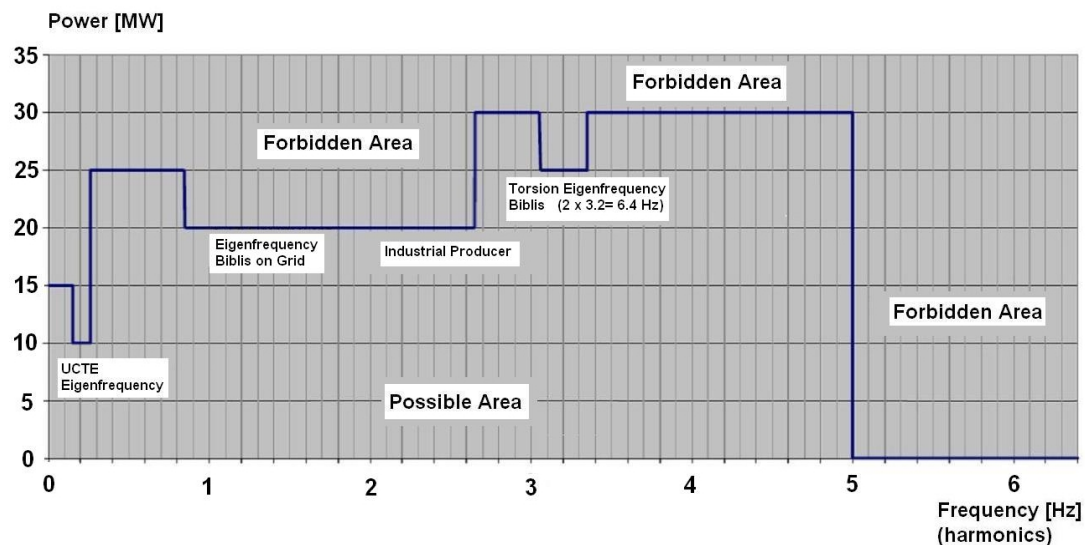 Power [MW]
35
30
25
20
15
10
5
0
Forbidden Area
Forbidden Area
Torsion Eigenfrequency
Biblis (2 x 3.2= 6.4 Hz)
Eigenfrequency
Biblis on Grid
Industrial Producer
Forbidden Area
UCTE
Eigenfrequency
Possible Area
0 1 2 3 4 5 6
Frequency [Hz]
(harmonics)